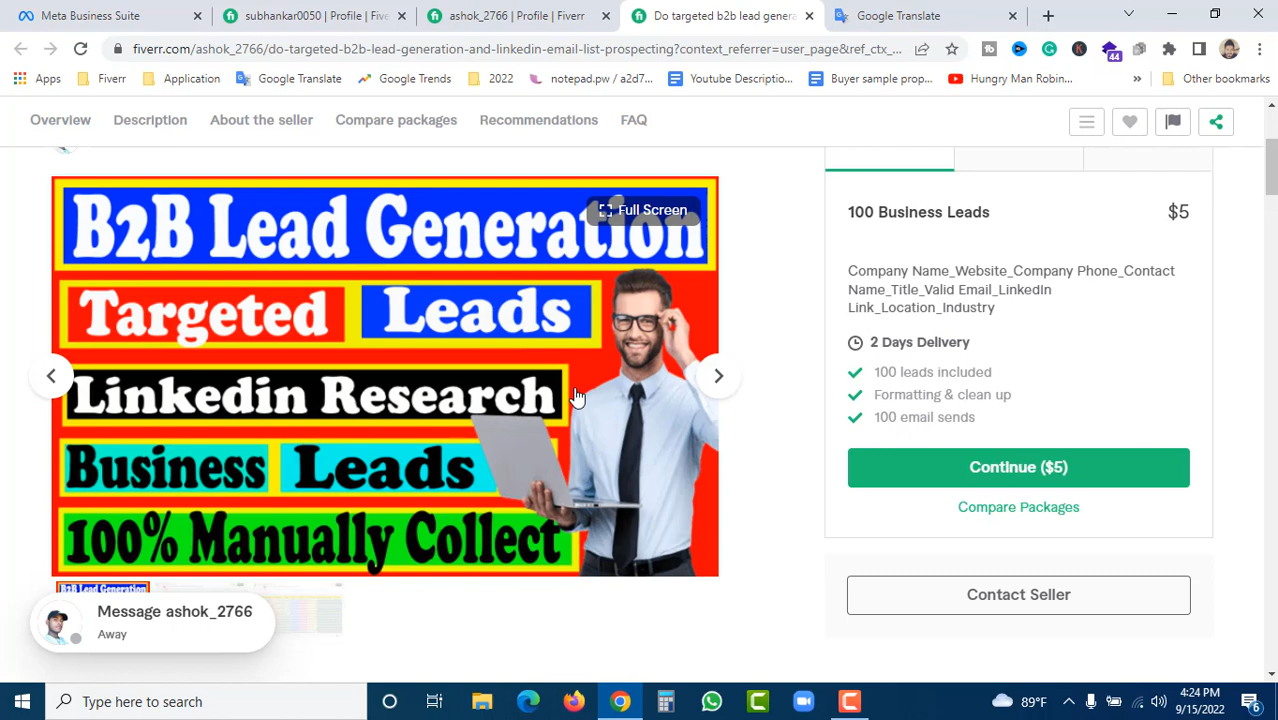 Meta Business Suite
subhankar0050 | Profile | Five
ashok_2766 | Profile | Fiverr
Do targeted b2b lead genera
Google Translate
fiverr.com/ashok_2766/do-targeted-b2b-lead-generation-and-linkedin-email-list-prospecting?context_referrer=user_page&ref_ctx_...
44
Apps
Fiverr
Application
Google Translate
Google Trends
2022
notepad.pw / a2d7...
Youtube Descriptio...
Buyer sample prop...
Hungry Man Robin...
»
Other bookmarks
Overview
Description
About the seller
Compare packages
Recommendations
FAQ
B2B Lead Generation
Full Screen
Targeted Leads
Linkedin Research
Business Leads
100% Manually Collect
100 Business Leads
$5
Company Name_Website_Company Phone_Contact
Name_Title_Valid Email_LinkedIn
Link_Location_Industry
2 Days Delivery
100 leads included
Formatting & clean up
100 email sends
Continue ($5)
Compare Packages
Contact Seller
B2B Lead Generation
Message ashok_2766
Away
Type here to search
89°F
4:24 PM
9/15/2022
6